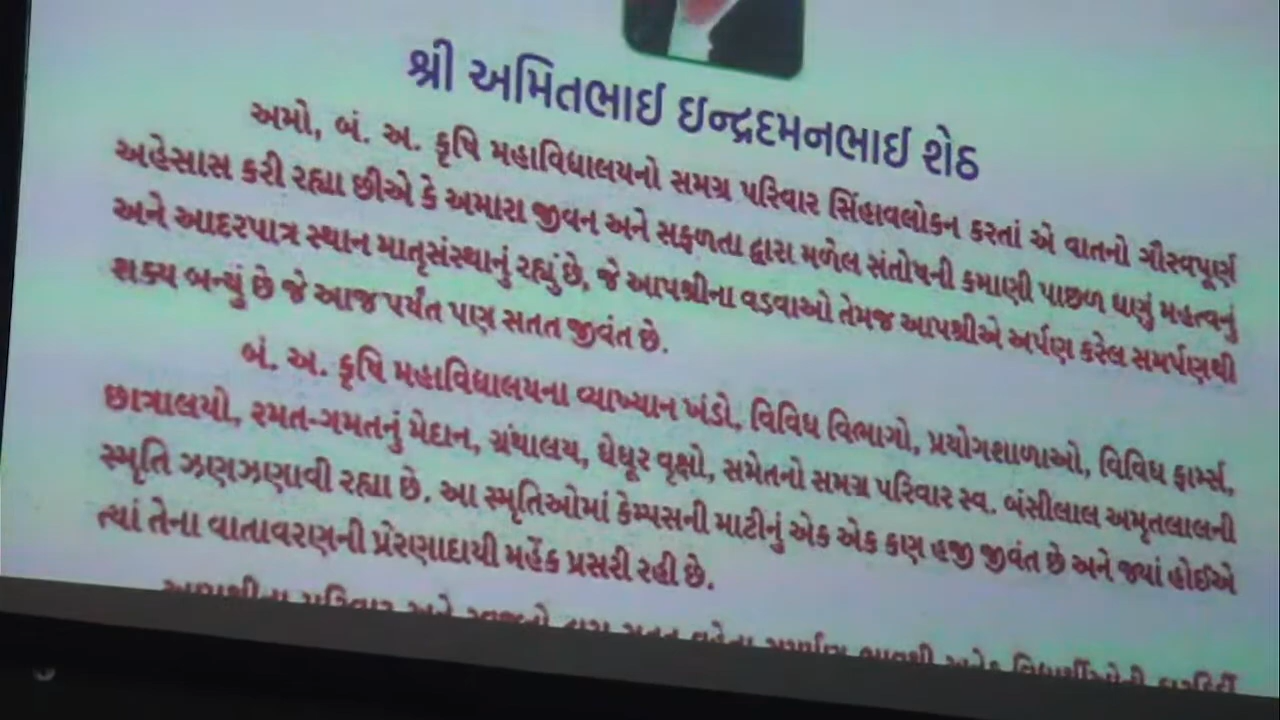 શ્રી અમિતભાઈ ઇન્દ્રદમનભાઈ શેઠ
અમો, બં. અ. કૃષિ મહાવિદ્યાલયનો સમગ્ર પરિવાર સિંહાવલોકન કરતાં એ વાતનો ગૌરવપૂર્ણ
અહેસાસ કરી રહ્યા છીએ કે અમારા જીવન અને સફળતા દ્વારા મળેલ સંતોષની કમાણી પાછળ ઘણું મહત્વનું
અને આદરપાત્ર સ્થાન માતૃસંસ્થાનું રહ્યું છે, જે આપશ્રીના વડવાઓ તેમજ આપશ્રીએ અર્પણ કરેલ સમર્પણથી
શક્ય બન્યું છે જે આજ પર્યંત પણ સતત જીવંત છે.
બં. અ. કૃષિ મહાવિદ્યાલયના વ્યાખ્યાન ખંડો, વિવિધ વિભાગો, પ્રયોગશાળાઓ, વિવિધ ફાર્મ્સ,
છાત્રાલયો, રમત-ગમતનું મેદાન, ગ્રંથાલય, ઘેઘૂર વૃક્ષો, સમેતનો સમગ્ર પરિવાર સ્વ. બંસીલાલ અમૃતલાલની
સ્મૃતિ ઝણઝણાવી રહ્યા છે. આ સ્મૃતિઓમાં કેમ્પસની માટીનું એક એક કણ હજી જીવંત છે અને જ્યાં હોઈએ
ત્યાં તેના વાતાવરણની પ્રેરણાદાયી મહેંક પ્રસરી રહી છે.